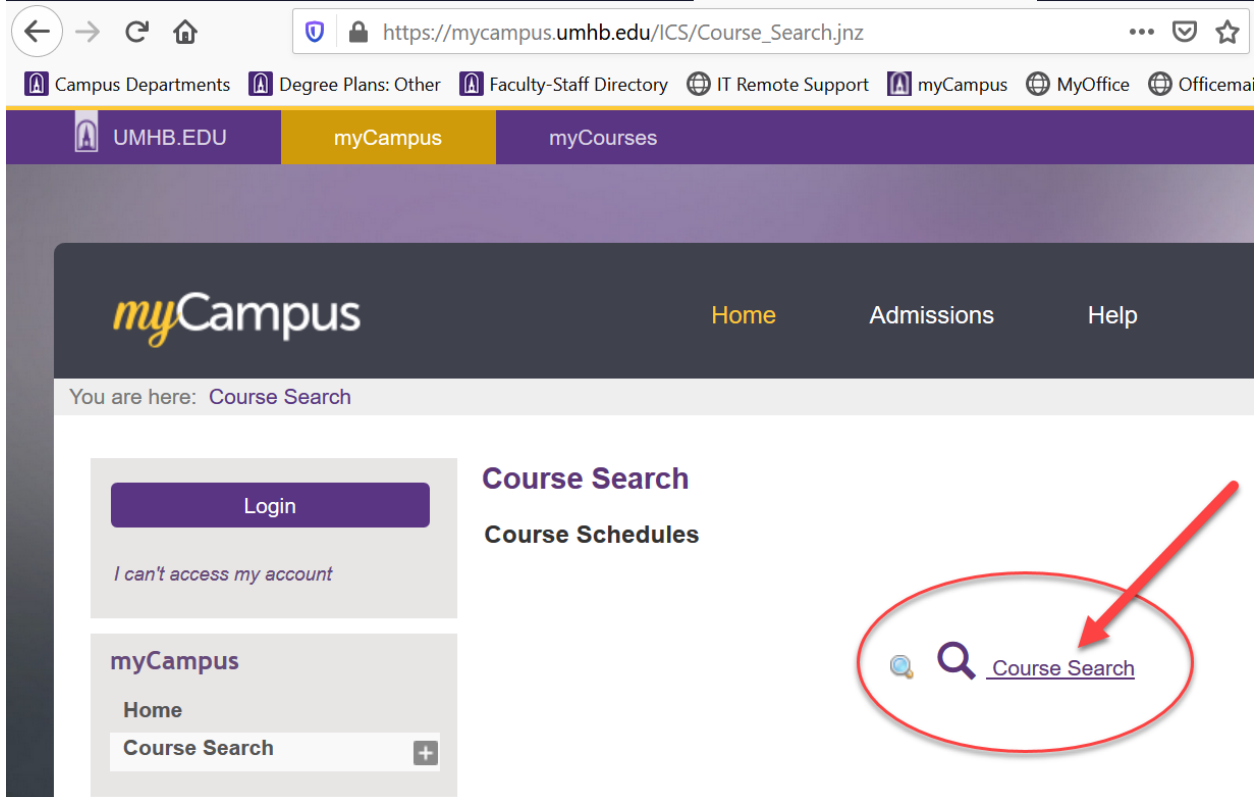 https://mycampus.umhb.edu/ICS/Course_Search.jnz
Campus Departments Degree Plans: Other Faculty-Staff Directory IT Remote Support myCampus MyOffice Officemai
UMHB.EDU myCampus myCourses
myCampus Home Admissions Help
You are here: Course Search
Login
I can't access my account
myCampus
Home
Course Search
Course Search
Course Schedules
Course Search